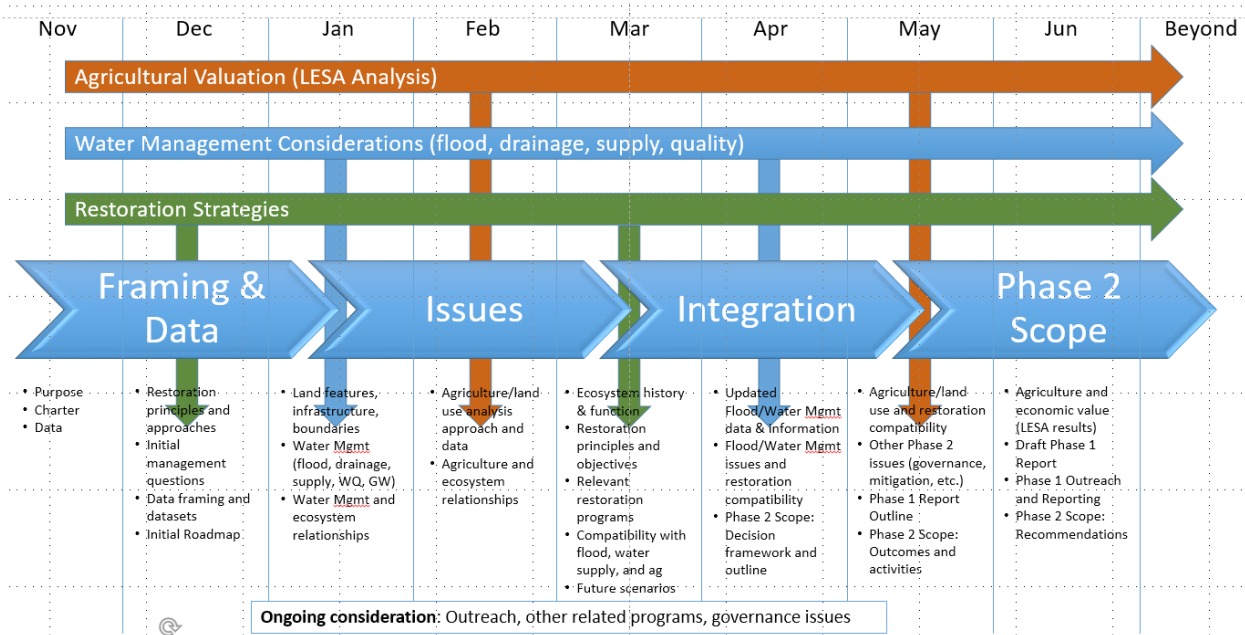 Nov
Dec
Jan
Feb
Mar
Apr
May
Jun
Beyond
Agricultural Valuation (LESA Analysis)
Water Management Considerations (flood, drainage, supply, quality)
Restoration Strategies
Framing &
Data
Issues
Integration
Phase 2
Scope
• Purpose
• Charter
• Data
• Restoration
principles and
approaches
• Initial
management
questions
• Data framing and
datasets
• Initial Roadmap
• Land features,
infrastructure,
boundaries
• Water Mgmt
(flood, drainage,
supply, WQ, GW)
• Water Mgmt and
ecosystem
relationships
• Agriculture/land
use analysis
approach and
data
• Agriculture and
ecosystem
relationships
• Ecosystem history
& function
• Restoration
principles and
objectives
• Relevant
restoration
programs
• Compatibility with
flood, water
supply, and ag
• Future scenarios
• Updated
Flood/Water Mgmt
data & information
• Flood/Water Mgmt
issues and
restoration
compatibility
• Phase 2 Scope:
Decision
framework and
outline
• Agriculture/land
use and restoration
compatibility
• Other Phase 2
issues (governance,
mitigation, etc.)
• Phase 1 Report
Outline
• Phase 2 Scope:
Outcomes and
activities
• Agriculture and
economic value
(LESA results)
• Draft Phase 1
Report
• Phase 1 Outreach
and Reporting
• Phase 2 Scope:
Recommendations
Ongoing consideration: Outreach, other related programs, governance issues